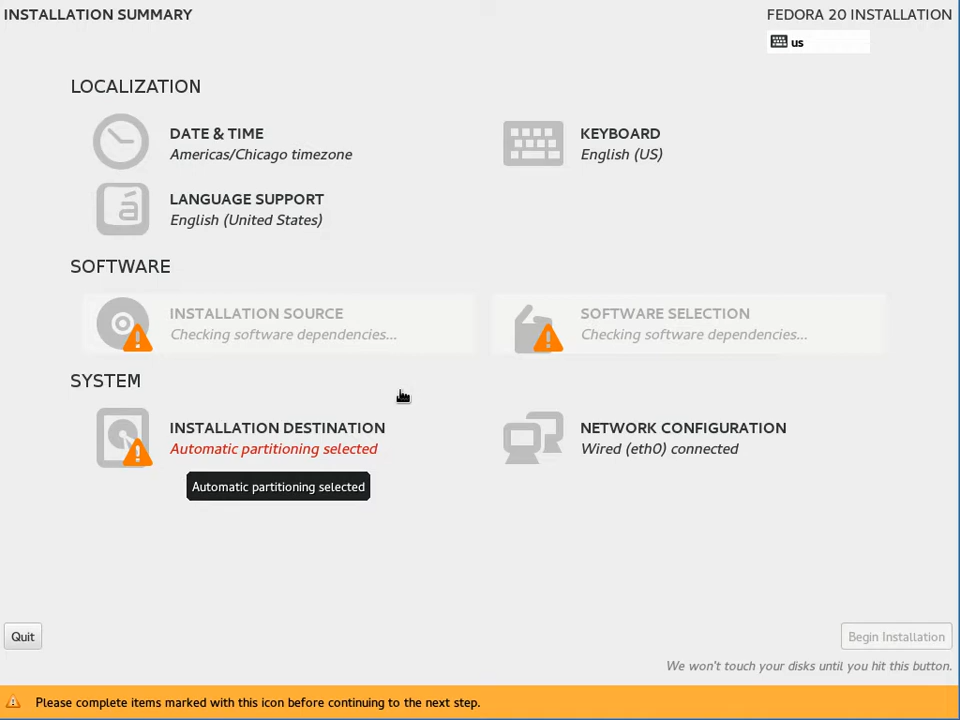 INSTALLATION SUMMARY
FEDORA 20 INSTALLATION
us
LOCALIZATION
DATE & TIME
Americas/Chicago timezone
KEYBOARD
English (US)
LANGUAGE SUPPORT
English (United States)
SOFTWARE
INSTALLATION SOURCE
Checking software dependencies...
SOFTWARE SELECTION
Checking software dependencies...
SYSTEM
INSTALLATION DESTINATION
Automatic partitioning selected
NETWORK CONFIGURATION
Wired (eth0) connected
Automatic partitioning selected
Quit
Begin Installation
We won't touch your disks until you hit this button.
Please complete items marked with this icon before continuing to the next step.